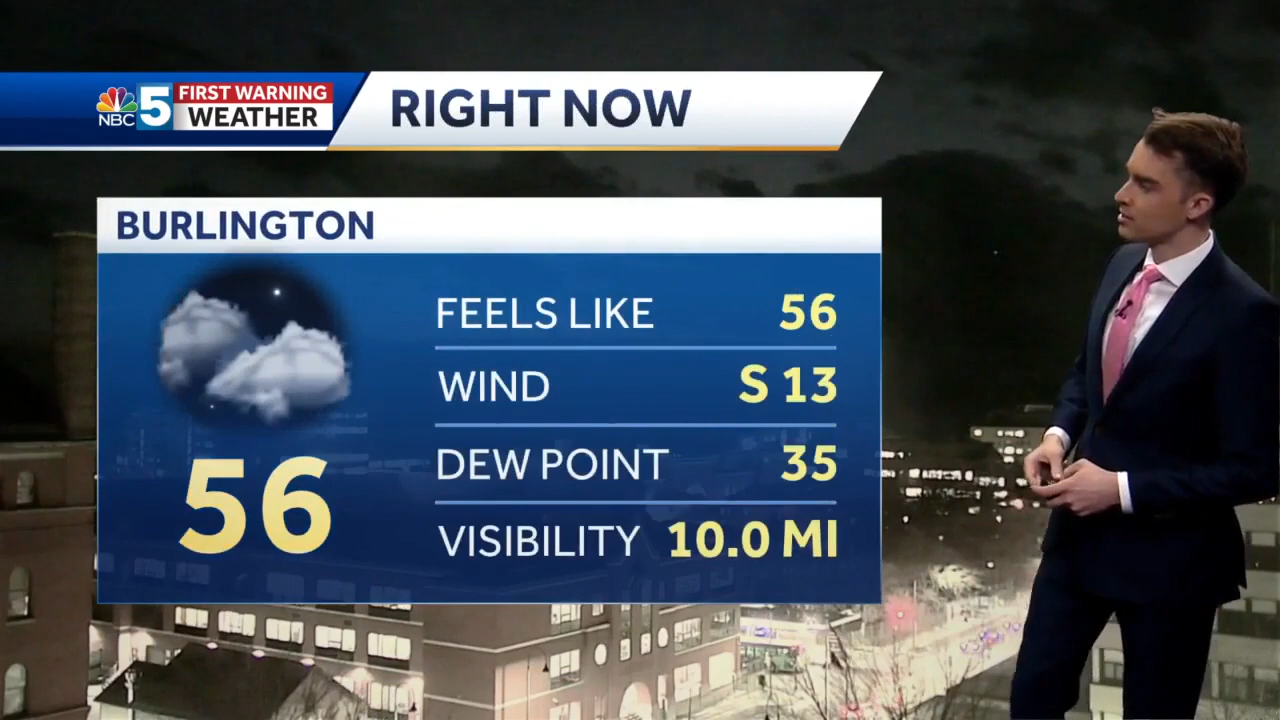 NBC 5 FIRST WARNING
WEATHER
RIGHT NOW
BURLINGTON
56
FEELS LIKE 56
WIND S 13
DEW POINT 35
VISIBILITY 10.0 MI